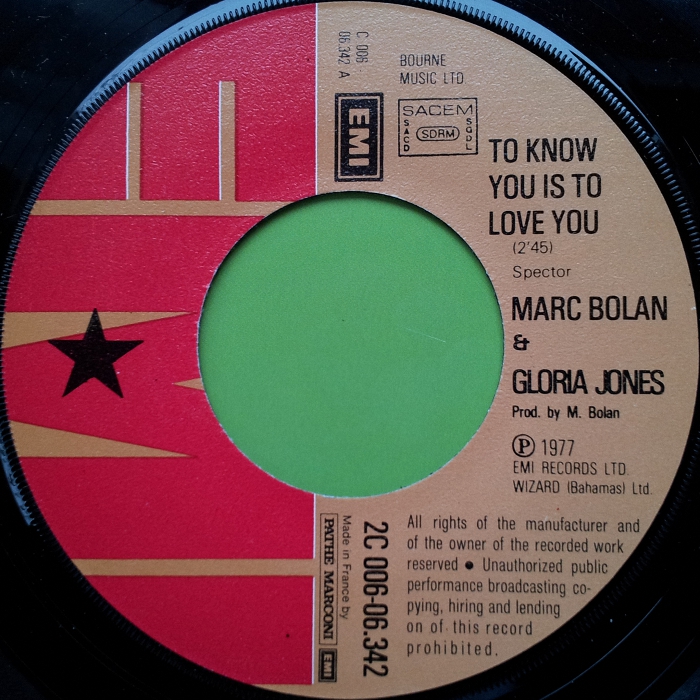 C 006
06.342 A
BOURNE
MUSIC LTD
EMI
SACEM
SACD
SDRM
SGDL
TO KNOW
YOU IS TO
LOVE YOU
(2'45)
Spector
MARC BOLAN
&
GLORIA JONES
Prod. by M. Bolan
Ⓟ 1977
EMI RECORDS LTD.
WIZARD (Bahamas) Ltd.
2C 006-06.342
Made in France by
PATHE MARCONI EMI
All rights of the manufacturer and
of the owner of the recorded work
reserved ● Unauthorized public
performance broadcasting co-
pying, hiring and lending
on of this record
prohibited.